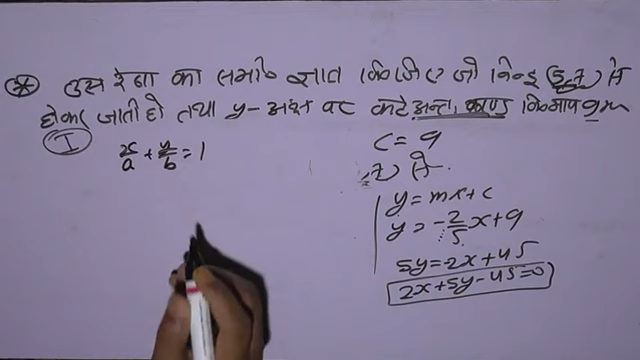 * उस रेखा का समी० ज्ञात किजिए जो बिन्दु (5,7) से
होकर जाती हो तथा y-अक्ष पर कटे अन्तः खण्ड
I
x/a + y/b = 1
c = 9
y = mx + c
y = -2/5 x + 9
5y = -2x + 45
2x + 5y - 45 = 0